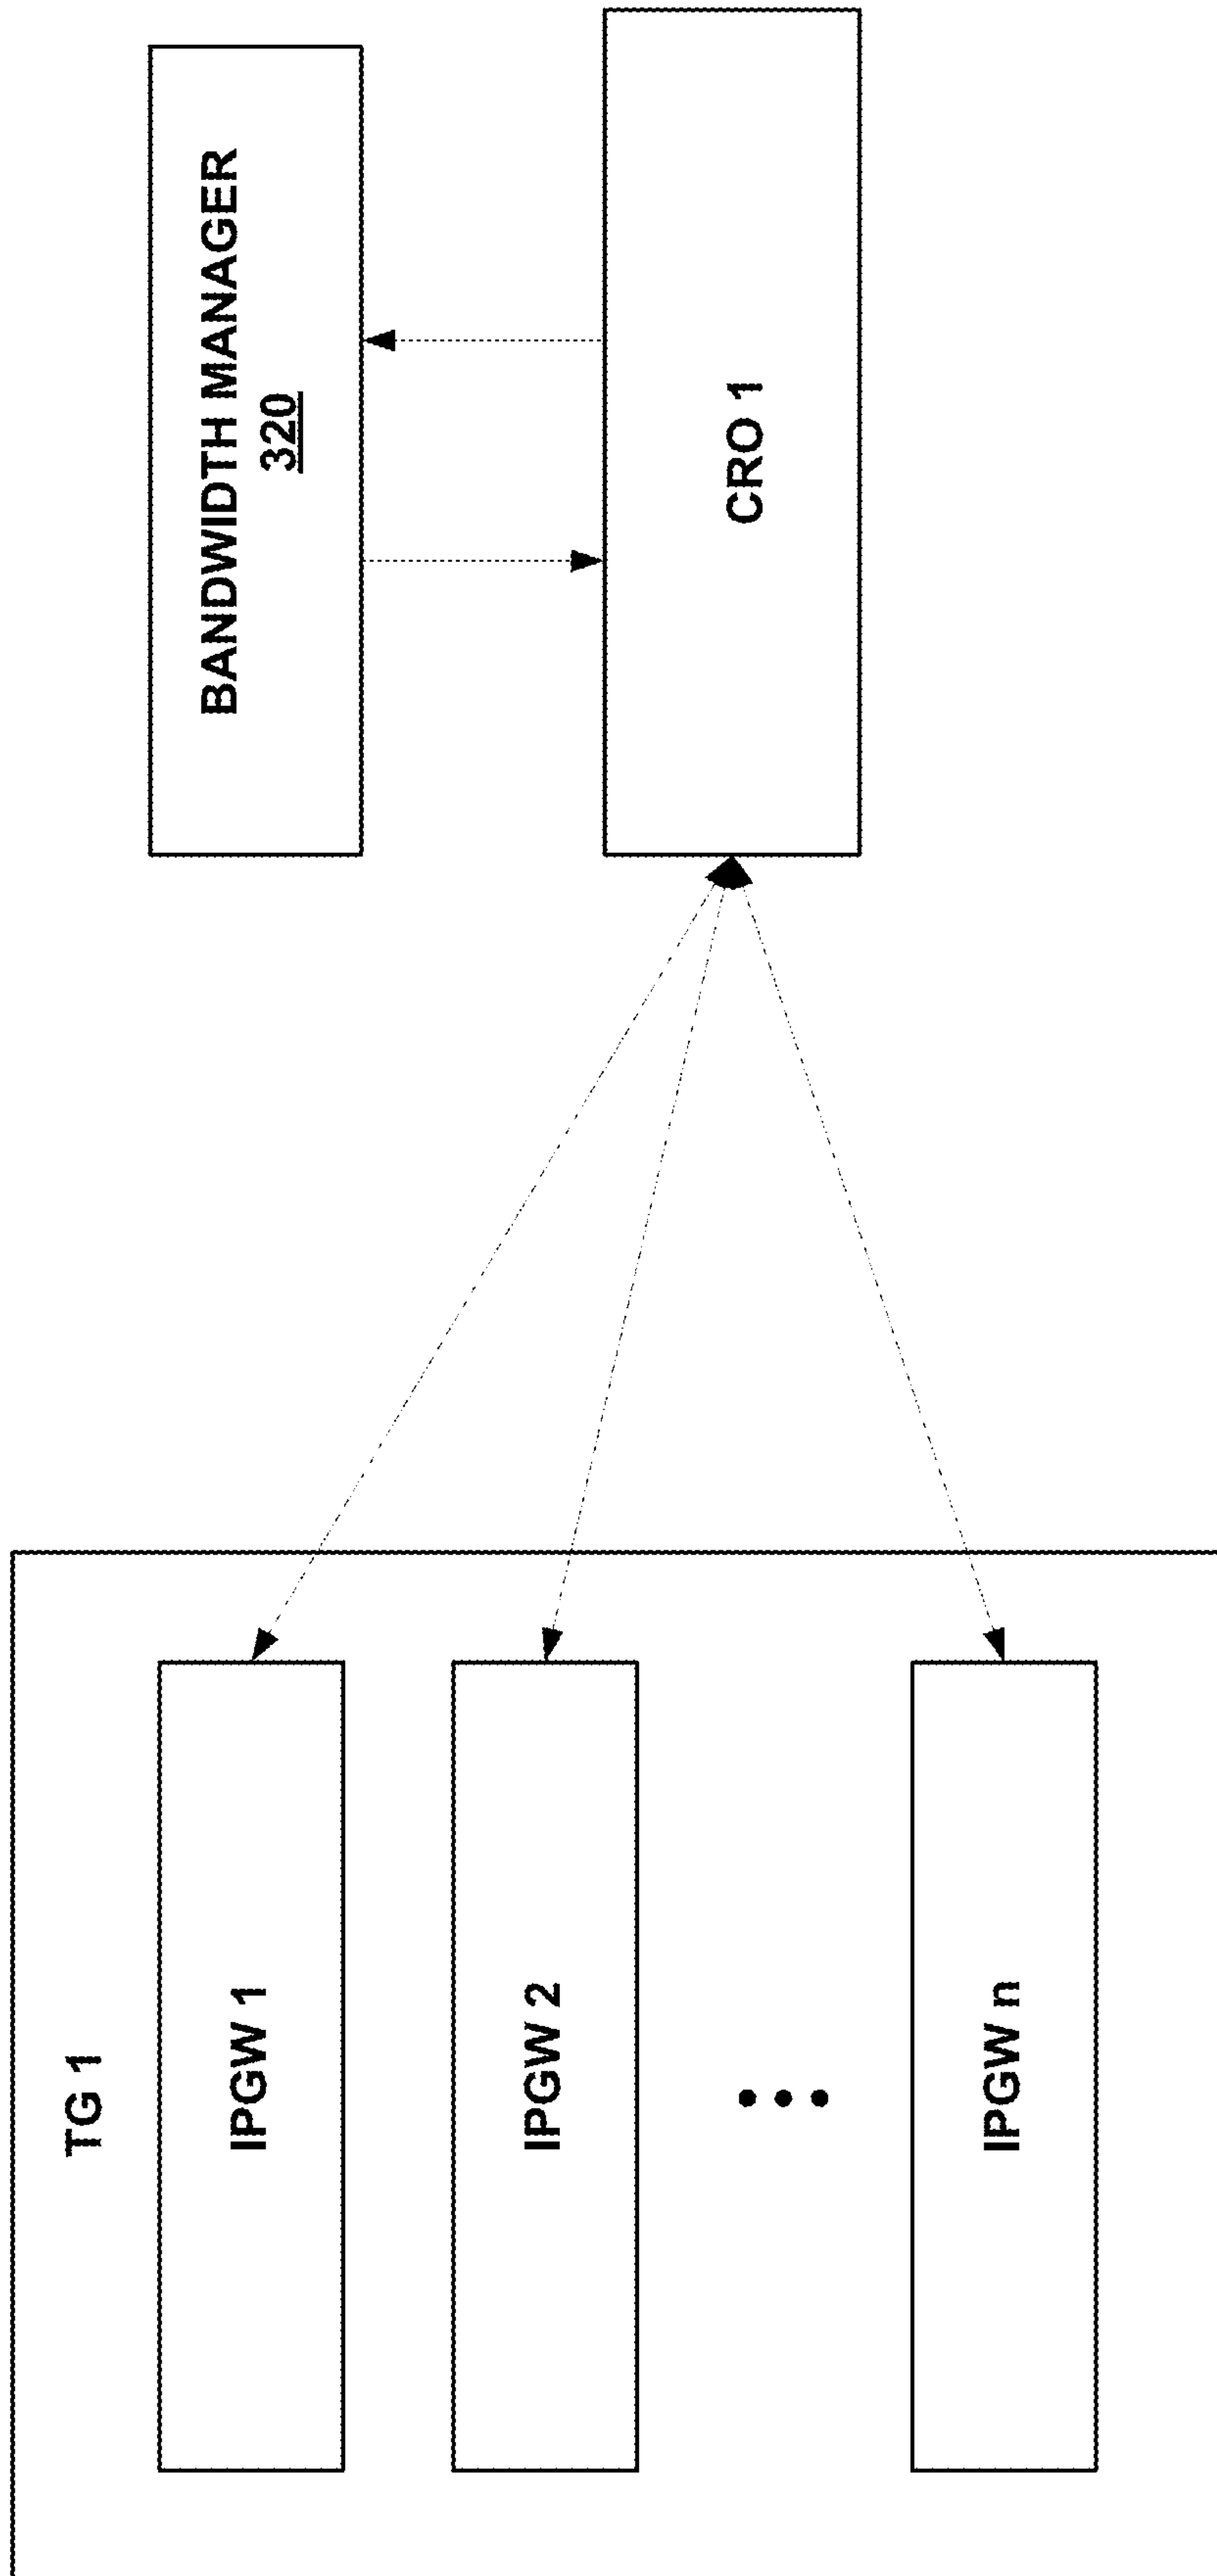 BANDWIDTH MANAGER
320
CRO 1
TG 1
IPGW 1
IPGW 2
IPGW n